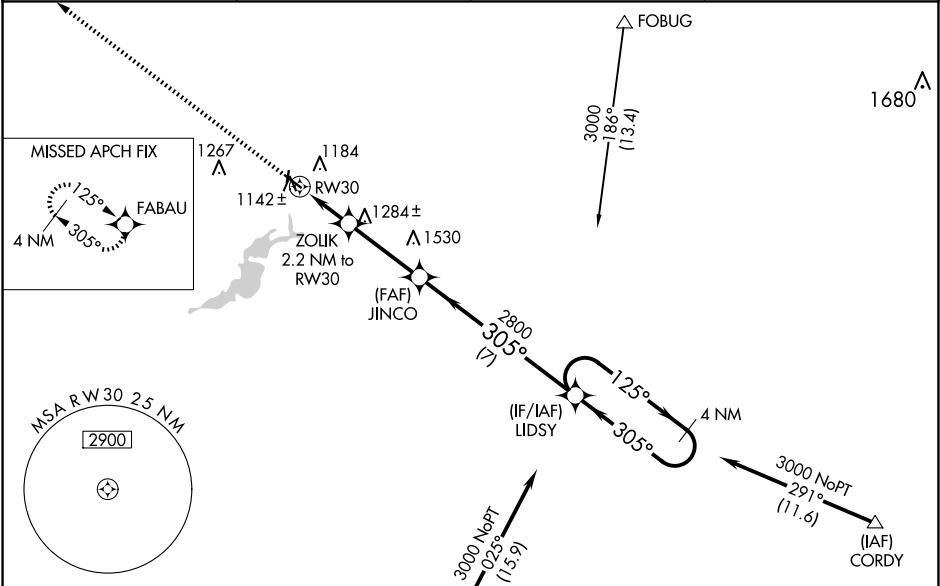 FOBUG
1680
3000
186°
(13.4)
MISSED APCH FIX
125°
FABAU
305°
4 NM
1267
1184
RW30
1142±
1284±
ZOLIK
2.2 NM to
RW30
1530
(FAF)
JINCO
2800
305°
(7)
125°
4 NM
305°
(IF/IAF)
LIDSY
MSA RW30 25 NM
2900
3000 NoPT
291°
(11.6)
(IAF)
CORDY
3000 NoPT
025°
(15.9)